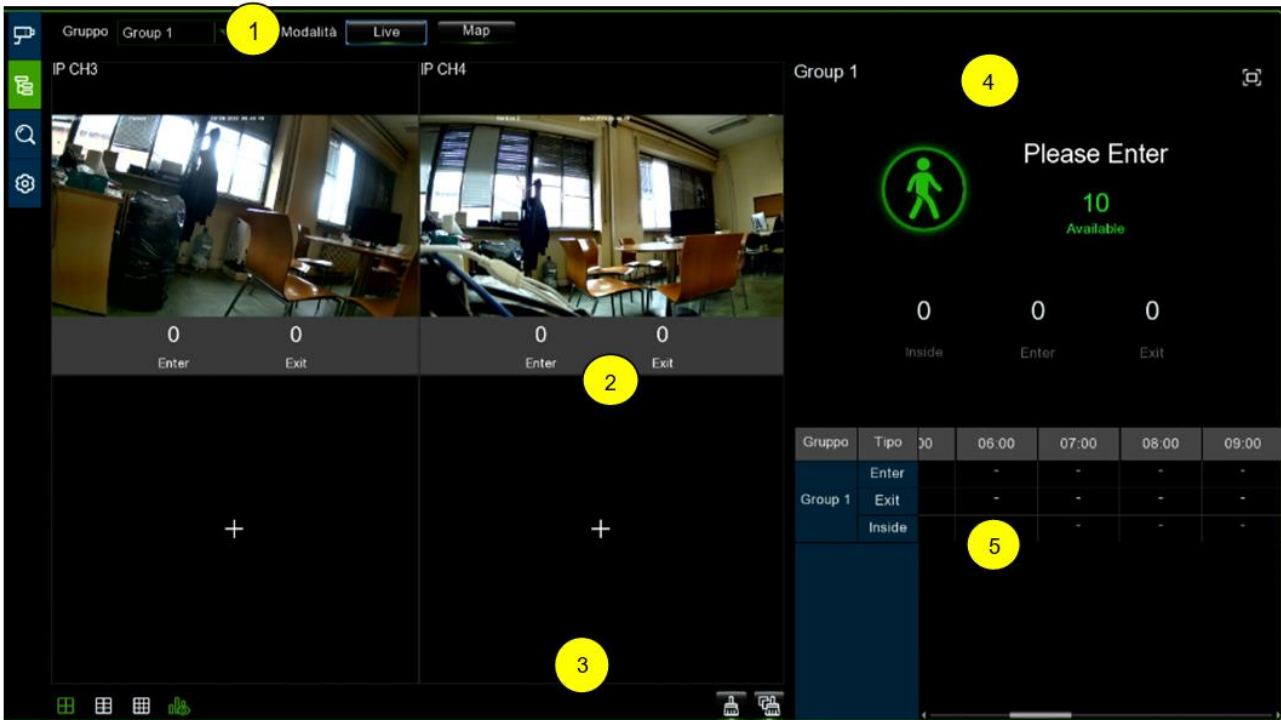 Gruppo Group 1 1 Modalità Live Map
IP CH3
IP CH4
0 0
Enter Exit
0 0
Enter Exit
2
+ +
3
Group 1
4
Please Enter
10
Available
0 0 0
Inside Enter Exit
Gruppo Tipo 00 06:00 07:00 08:00 09:00
Enter - - - -
Group 1 Exit - - - -
Inside - - -
5